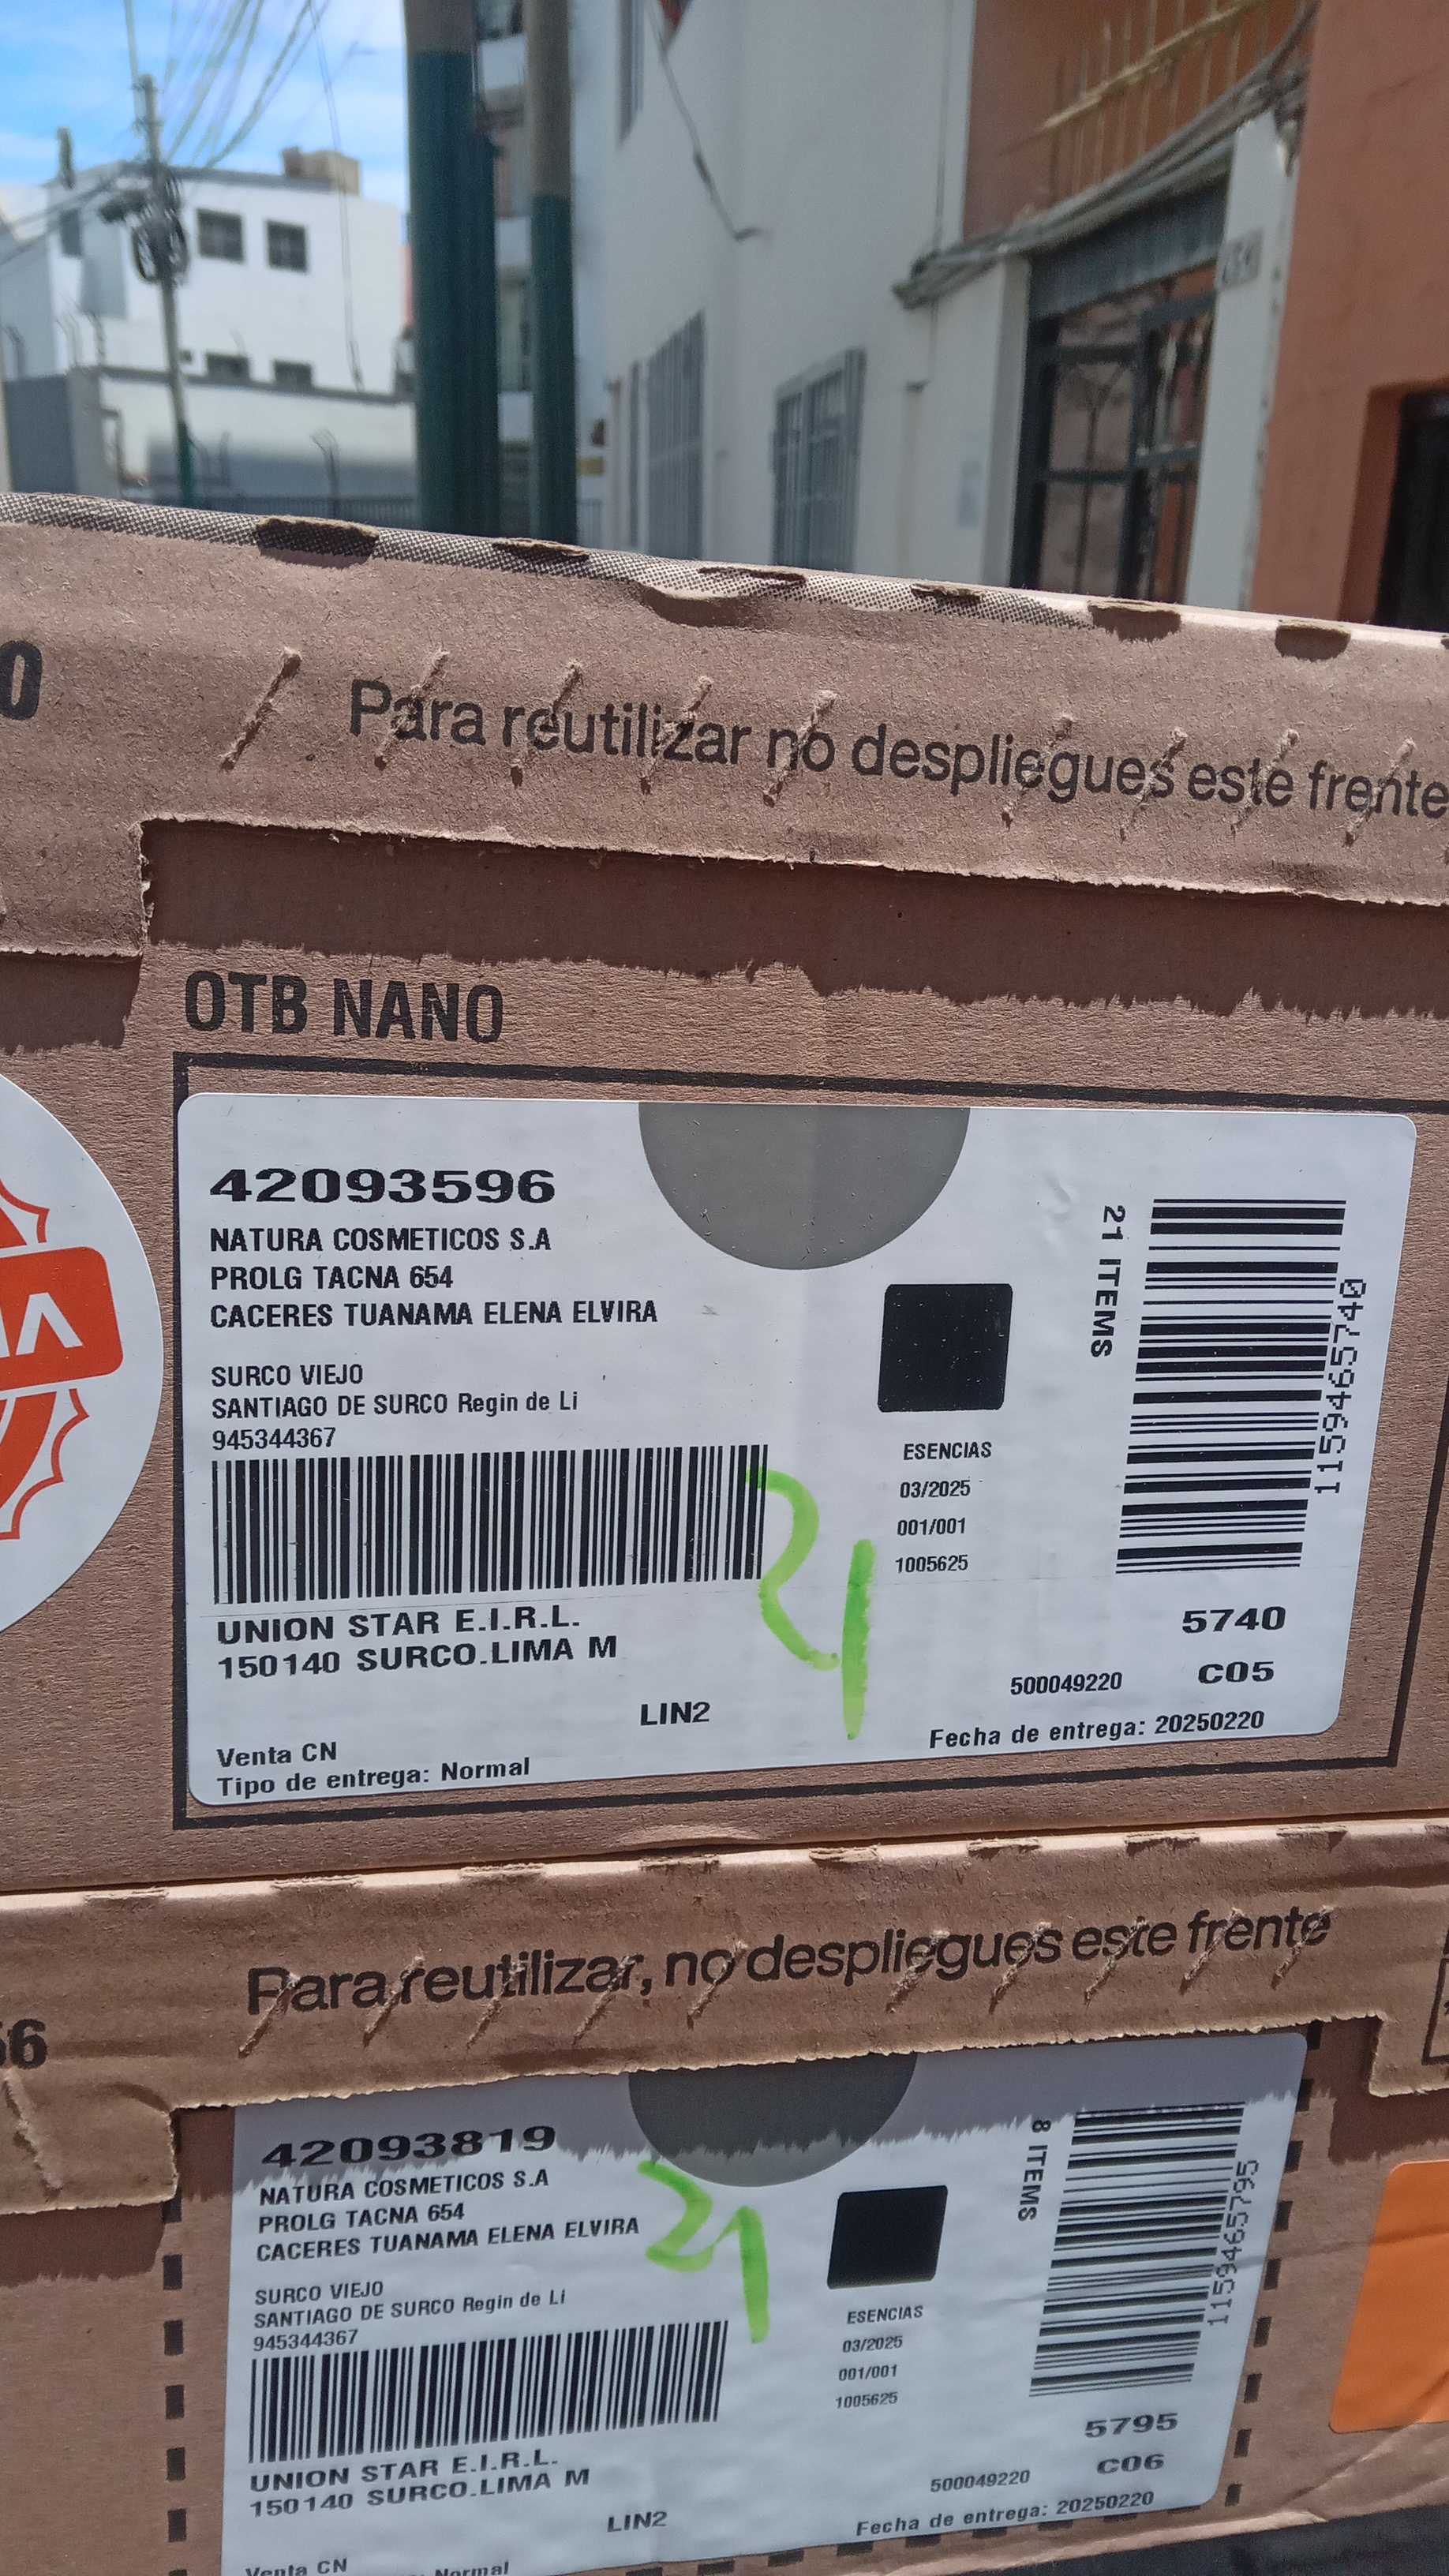 0
Para reutilizar no despliegues este frente
OTB NANO
42093596
NATURA COSMETICOS S.A
PROLG TACNA 654
CACERES TUANAMA ELENA ELVIRA
SURCO VIEJO
SANTIAGO DE SURCO Regin de Li
945344367
21 ITEMS
1159465740
ESENCIAS
03/2025
001/001
1005625
21
UNION STAR E.I.R.L.
150140 SURCO.LIMA M
5740
500049220 C05
LIN2
Fecha de entrega: 20250220
Venta CN
Tipo de entrega: Normal
Para reutilizar, no despliegues este frente
56
42093819
NATURA COSMETICOS S.A
PROLG TACNA 654
CACERES TUANAMA ELENA ELVIRA
SURCO VIEJO
SANTIAGO DE SURCO Regin de Li
945344367
21
8 ITEMS
1159465795
ESENCIAS
03/2025
001/001
1005625
UNION STAR E.I.R.L.
150140 SURCO.LIMA M
5795
500049220 C06
LIN2
Fecha de entrega: 20250220
Venta CN
Normal